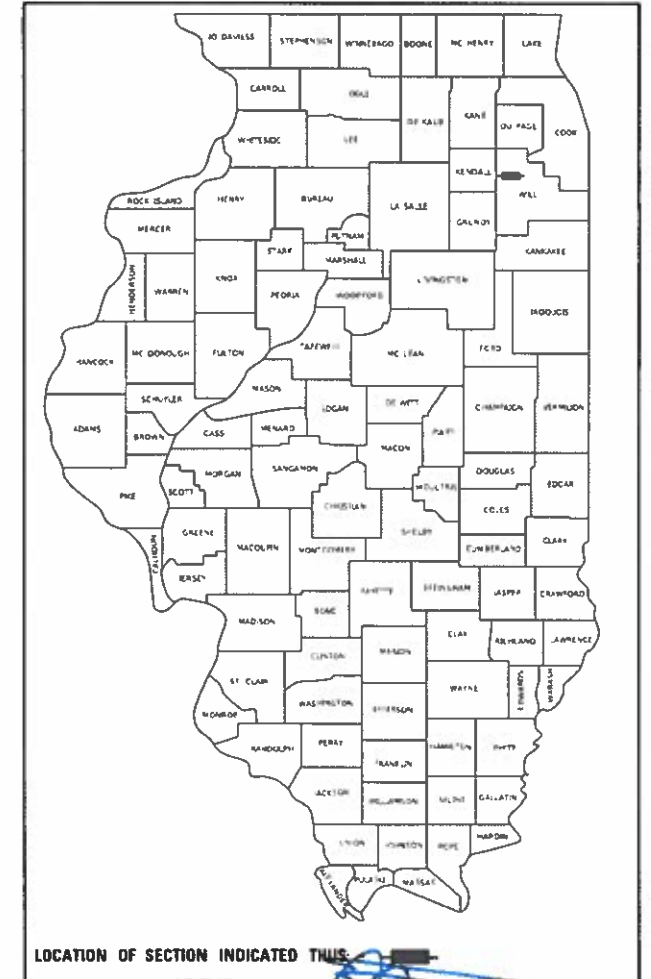 JO DAVIESS STEPHENSON WINNEBAGO BOONE MC HENRY LAKE
CARROLL OGLE DE KALB KANE DU PAGE COOK
WHITESIDE LEE
KENDALL WILL
ROCK ISLAND HENRY BUREAU LA SALLE GRUNDY
MERCER PUTNAM
STARK MARSHALL KANKAKEE
HENDERSON WARREN KNOX PEORIA WOODFORD LIVINGSTON IROQUOIS
HANCOCK MC DONOUGH FULTON TAZEWELL MC LEAN FORD
MASON
SCHUYLER LOGAN DE WITT CHAMPAIGN VERMILION
ADAMS BROWN CASS MENARD MACON PIATT
PIKE SCOTT MORGAN SANGAMON MOULTRIE DOUGLAS EDGAR
CHRISTIAN COLES
CALHOUN GREENE MACOUPIN MONTGOMERY SHELBY CUMBERLAND CLARK
JERSEY FAYETTE EFFINGHAM JASPER CRAWFORD
MADISON BOND
CLINTON MARION CLAY RICHLAND LAWRENCE
ST. CLAIR WAYNE EDWARDS WABASH
MONROE WASHINGTON JEFFERSON
RANDOLPH PERRY FRANKLIN HAMILTON WHITE
JACKSON WILLIAMSON SALINE GALLATIN
UNION JOHNSON POPE HARDIN
ALEXANDER PULASKI MASSAC
LOCATION OF SECTION INDICATED THUS: